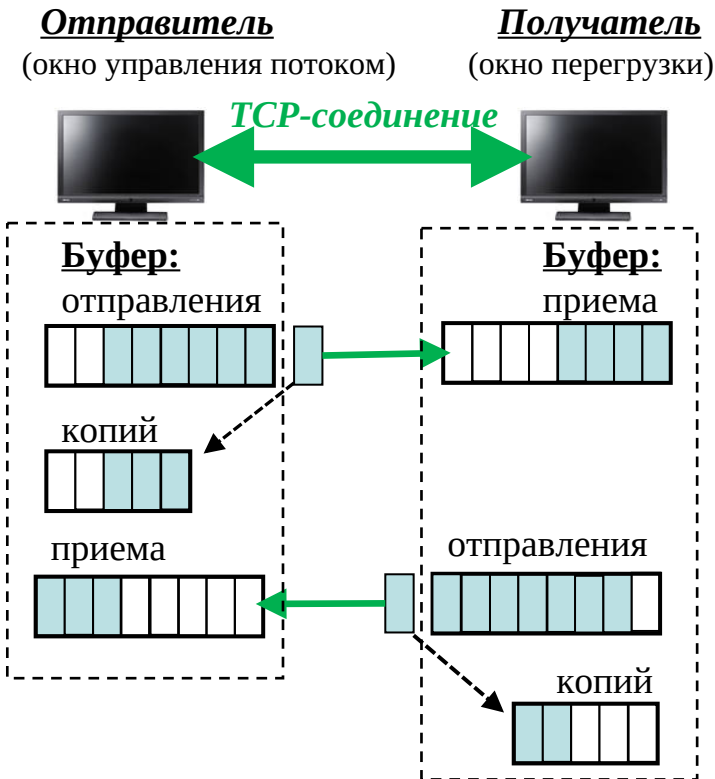 Отправитель
(окно управления потоком)
Получатель
(окно перегрузки)
TCP-соединение
Буфер:
отправления
копий
приема
Буфер:
приема
отправления
копий